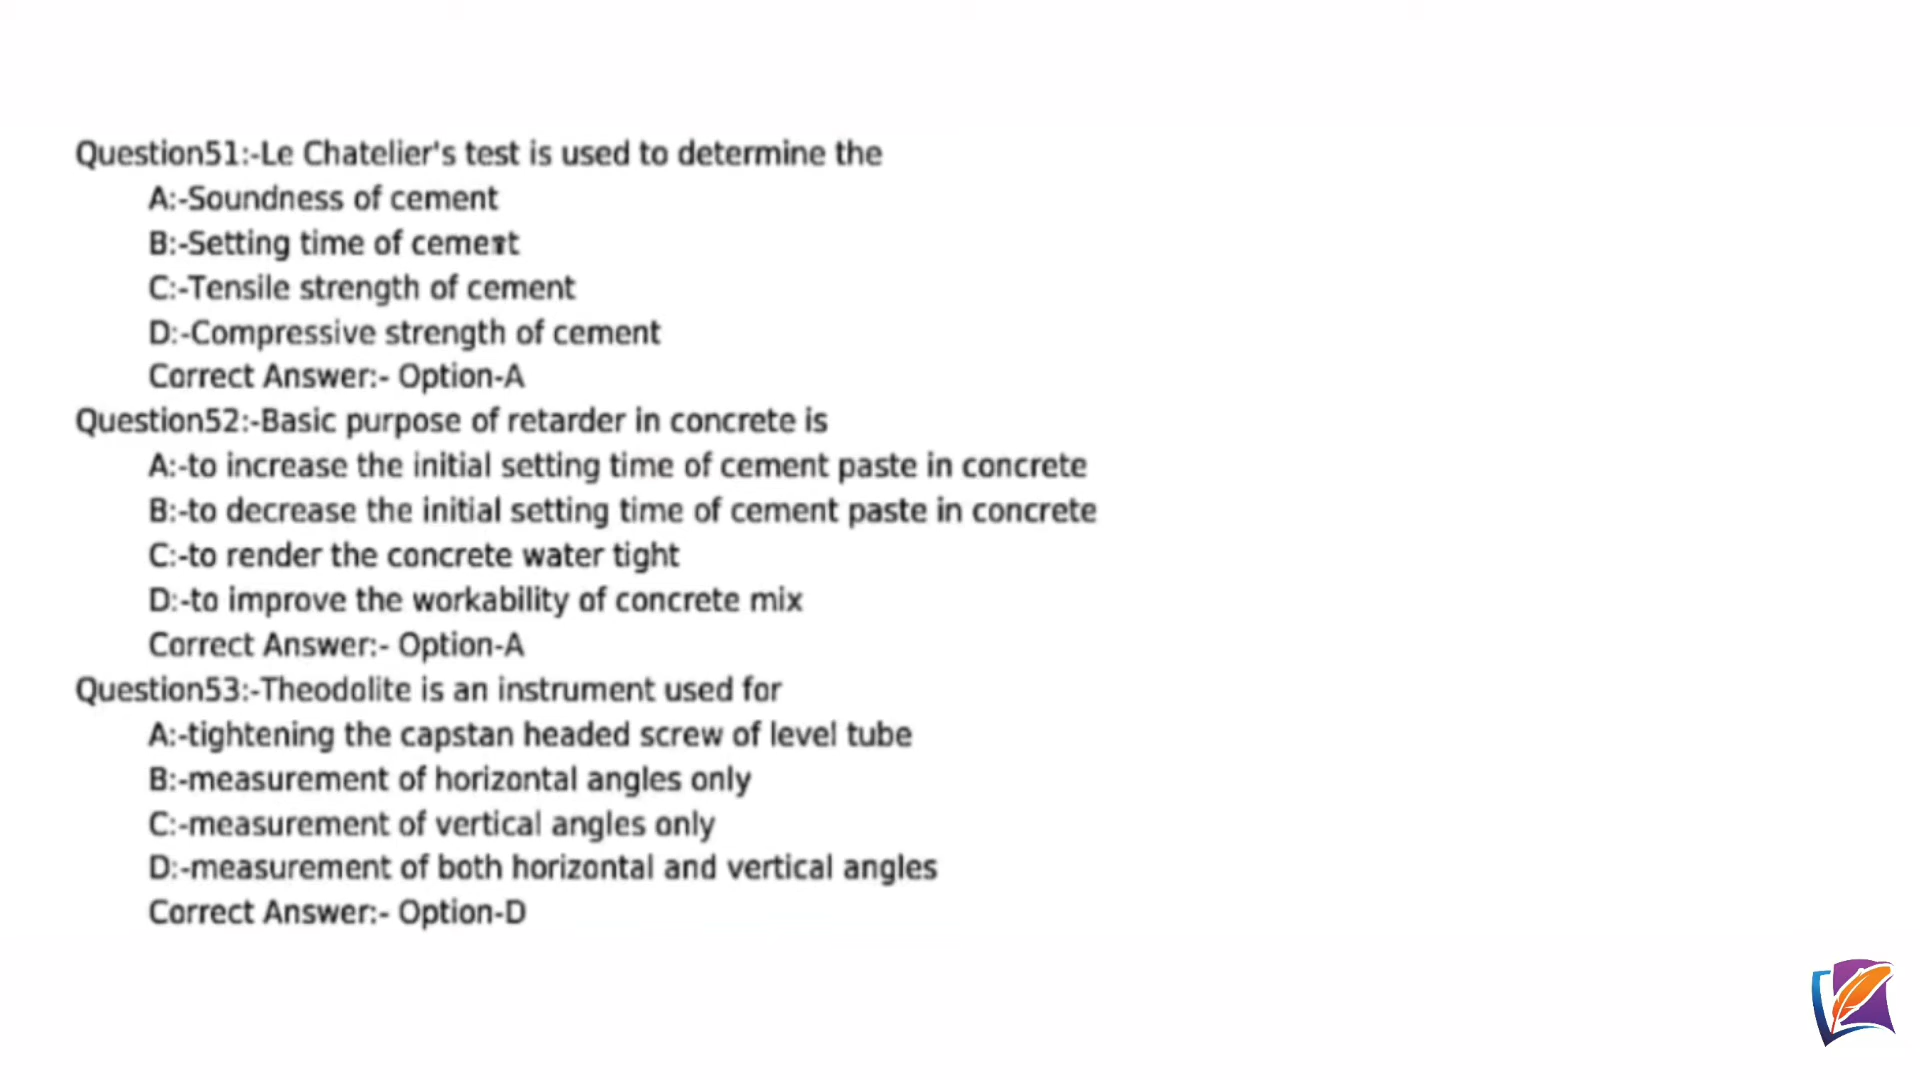 Question51:-Le Chatelier's test is used to determine the
A:-Soundness of cement
B:-Setting time of cement
C:-Tensile strength of cement
D:-Compressive strength of cement
Correct Answer:- Option-A
Question52:-Basic purpose of retarder in concrete is
A:-to increase the initial setting time of cement paste in concrete
B:-to decrease the initial setting time of cement paste in concrete
C:-to render the concrete water tight
D:-to improve the workability of concrete mix
Correct Answer:- Option-A
Question53:-Theodolite is an instrument used for
A:-tightening the capstan headed screw of level tube
B:-measurement of horizontal angles only
C:-measurement of vertical angles only
D:-measurement of both horizontal and vertical angles
Correct Answer:- Option-D